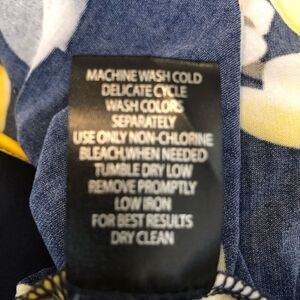 MACHINE WASH COLD
DELICATE CYCLE
WASH COLORS
SEPARATELY
USE ONLY NON-CHLORINE
BLEACH.WHEN NEEDED
TUMBLE DRY LOW
REMOVE PROMPTLY
LOW IRON
FOR BEST RESULTS
DRY CLEAN